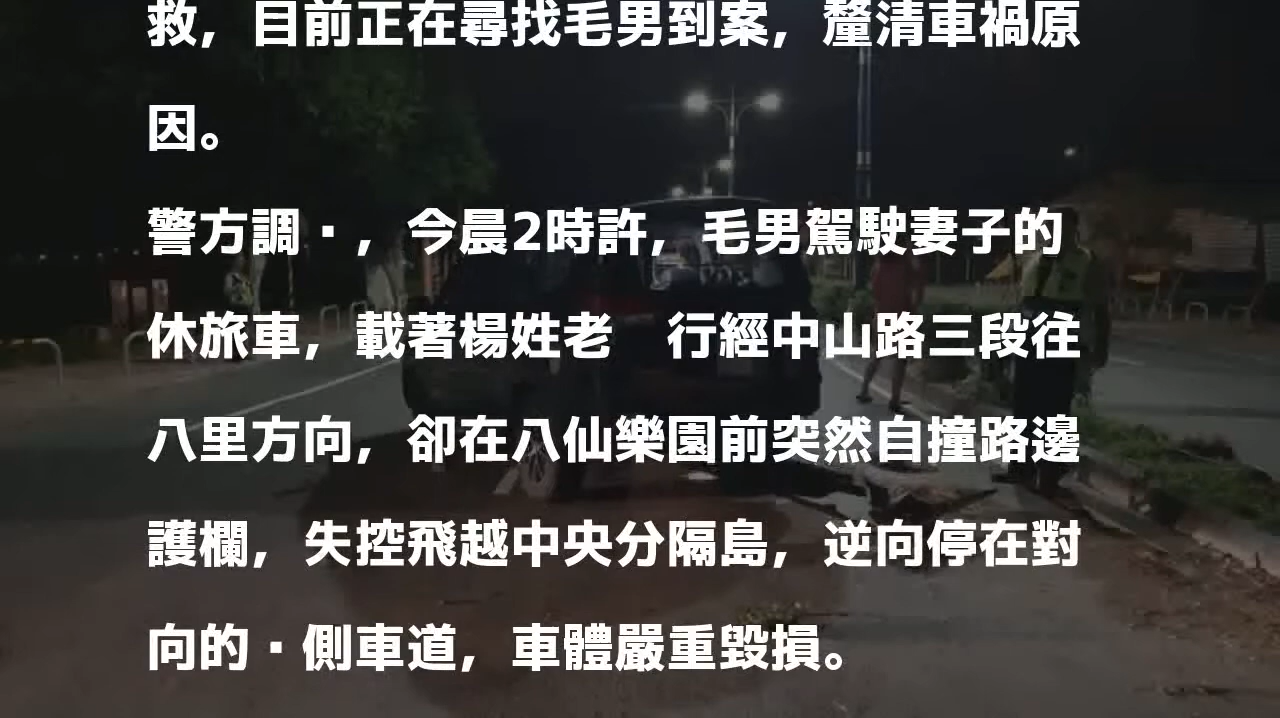 救，目前正在尋找毛男到案，釐清車禍原
因。
警方調▪，今晨2時許，毛男駕駛妻子的
休旅車，載著楊姓老　行經中山路三段往
八里方向，卻在八仙樂園前突然自撞路邊
護欄，失控飛越中央分隔島，逆向停在對
向的▪側車道，車體嚴重毀損。